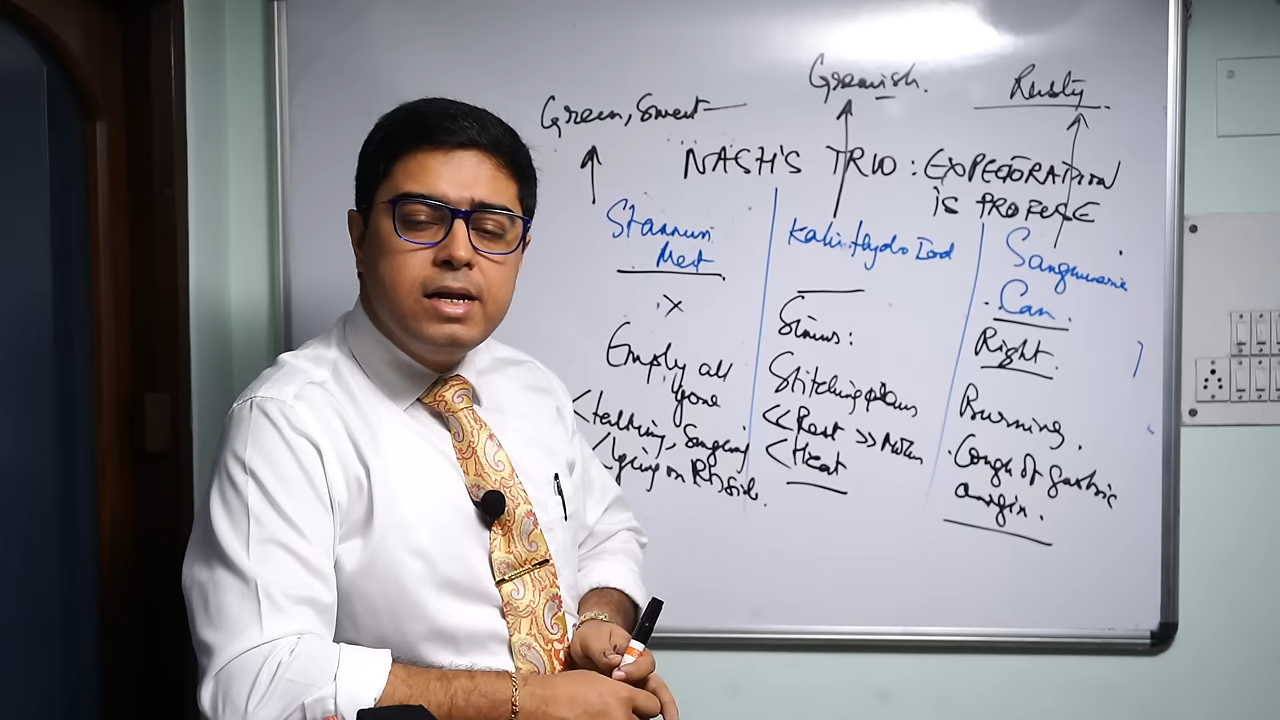 Greenish.
Rusty
Green, Sweet
NASH'S TRIO : EXPECTORATION
is PROFUSE
Stannum
Met
x
Empty all
gone
<talking, Singing
<lying on Rt side.
Kali Hydro Iod
Sinus:
Stitching pains
<<Rest >>Motion
<Heat
Sanguinaria
Can.
Right.
Burning.
Cough of gastric
origin.